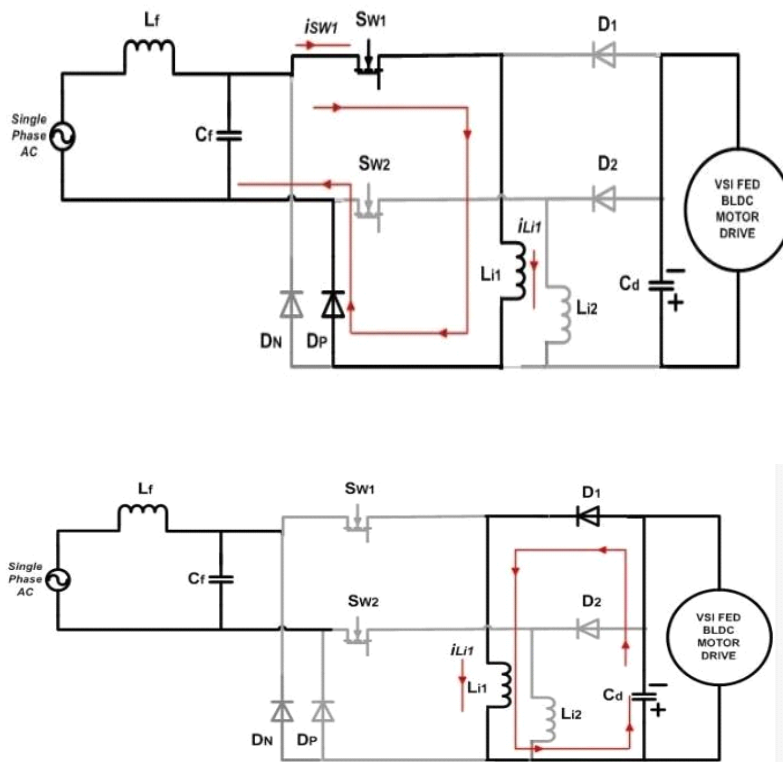 Lf
iSW1
SW1
D1
Single
Phase
AC
Cf
SW2
D2
VSI FED
BLDC
MOTOR
DRIVE
iLi1
Li1
Li2
Cd
−
+
DN
DP
Lf
SW1
D1
Single
Phase
AC
Cf
SW2
D2
VSI FED
BLDC
MOTOR
DRIVE
iLi1
Li1
Li2
Cd
−
+
DN
DP